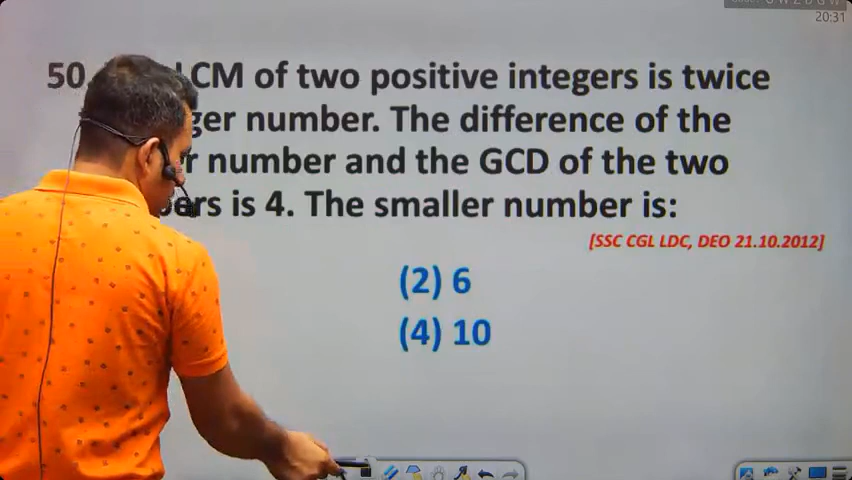 20:31
50. LCM of two positive integers is twice
ger number. The difference of the
r number and the GCD of the two
bers is 4. The smaller number is:
[SSC CGL LDC, DEO 21.10.2012]
(2) 6
(4) 10